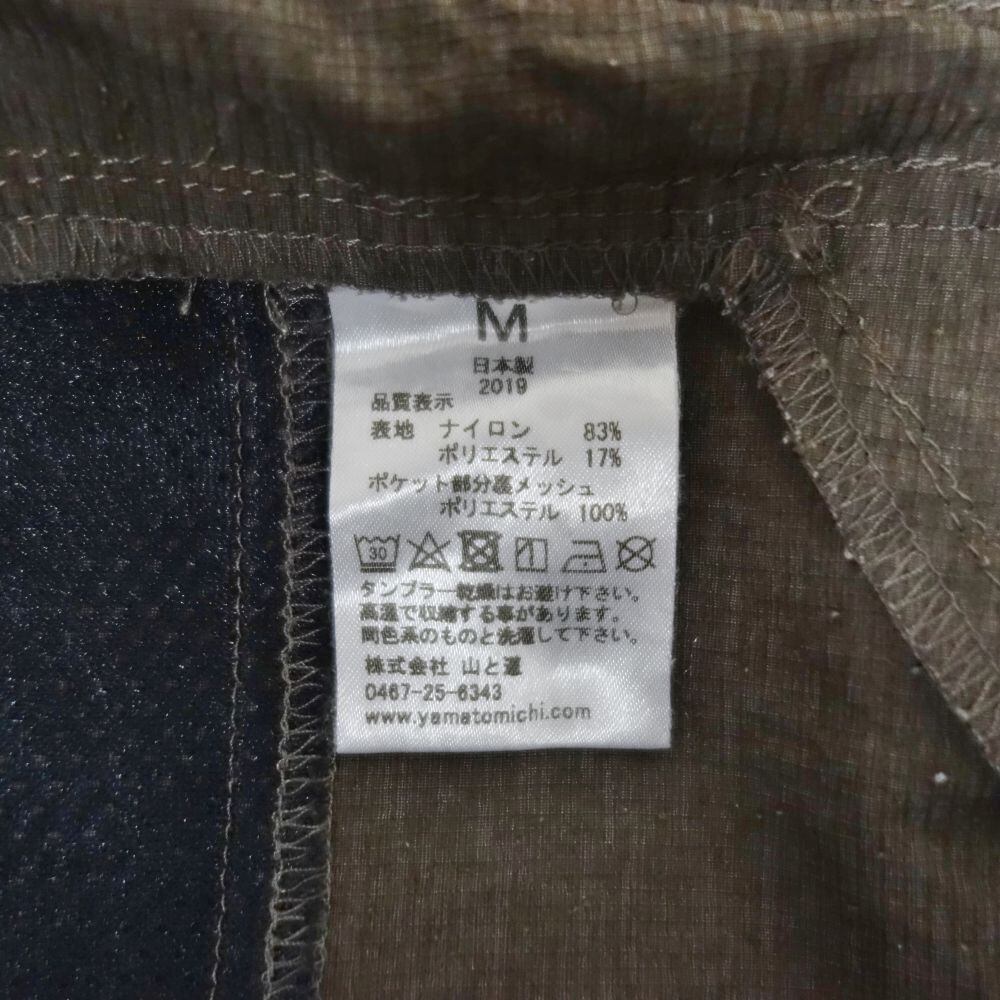 M
日本製
2019
品質表示
表地 ナイロン 83%
ポリエステル 17%
ポケット部分裏メッシュ
ポリエステル 100%
30
タンブラー乾燥はお避け下さい。
高温で収縮する事があります。
同色系のものと洗濯して下さい。
株式会社 山と道
0467-25-6343
www.yamatomichi.com